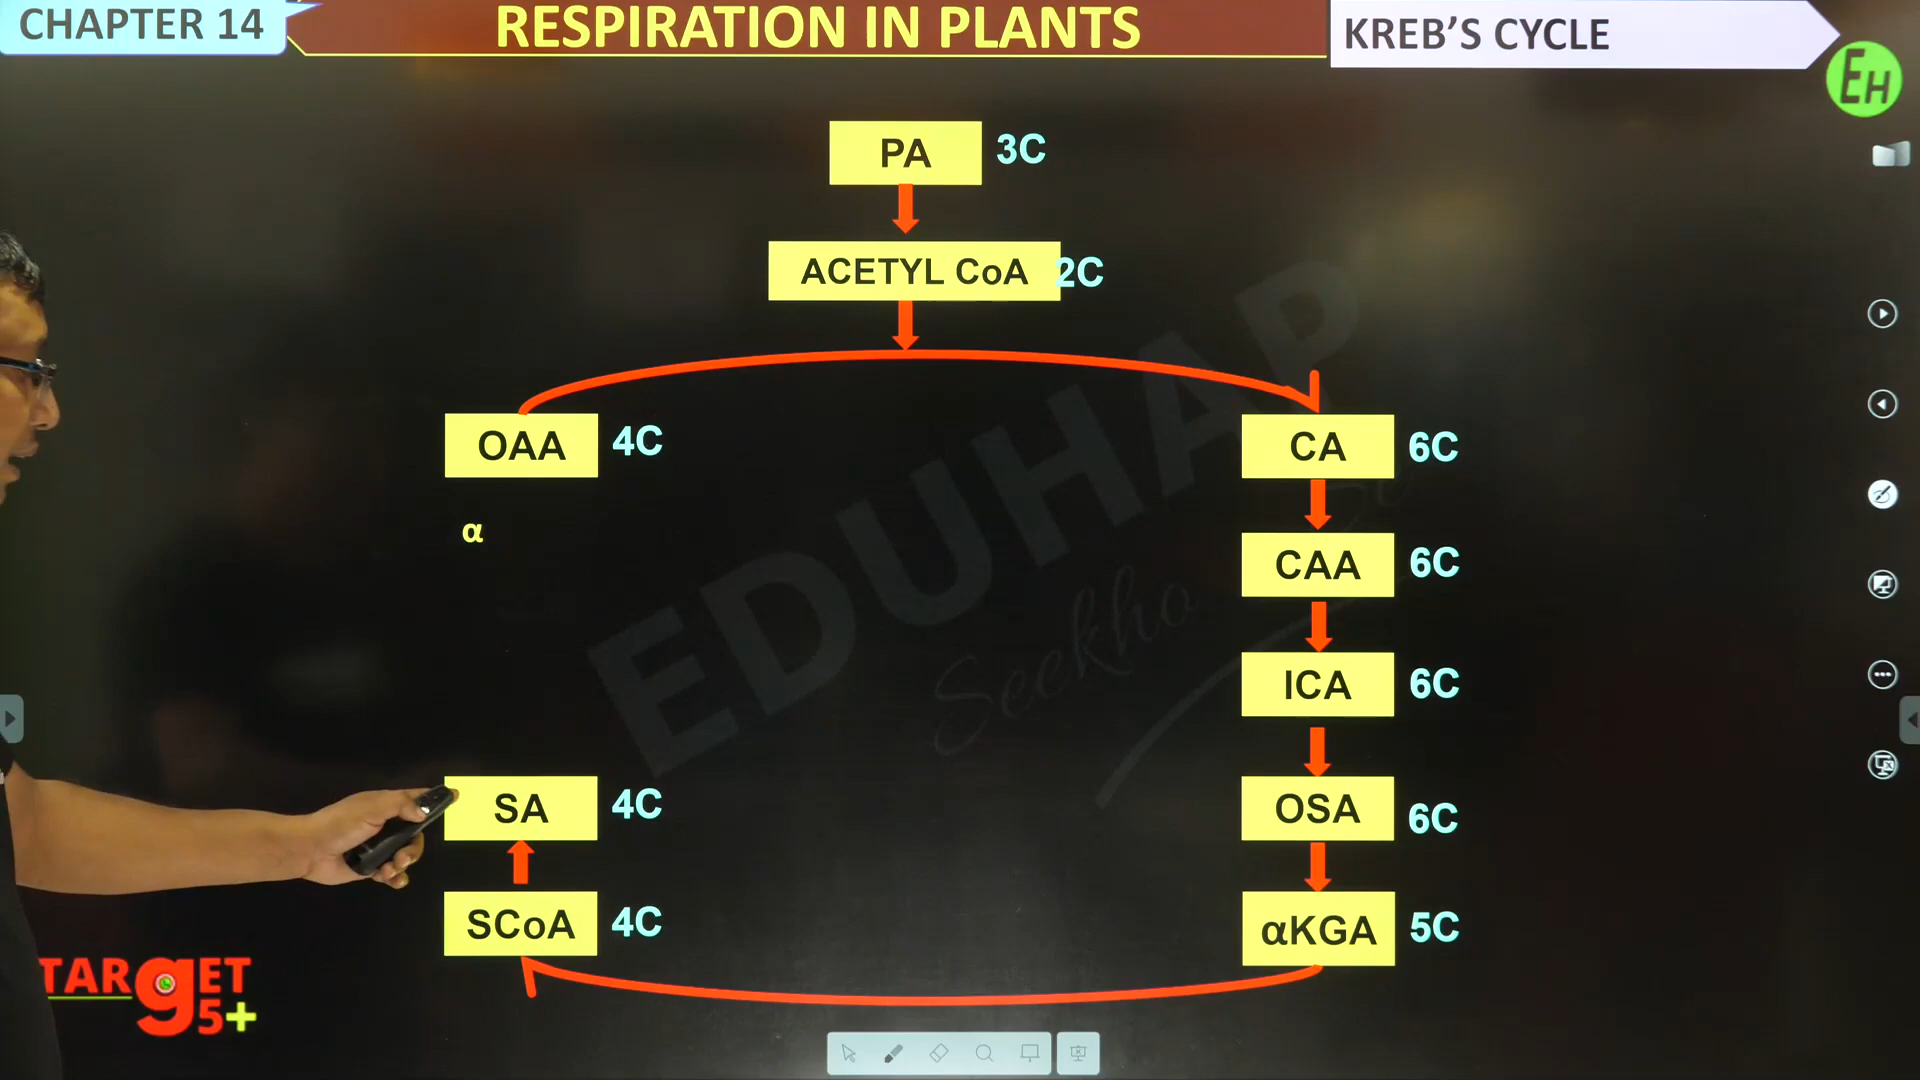 CHAPTER 14
RESPIRATION IN PLANTS
KREB'S CYCLE
EH
PA 3C
ACETYL CoA 2C
OAA 4C
CA 6C
α
CAA 6C
ICA 6C
SA 4C
OSA 6C
SCoA 4C
αKGA 5C
EDUHAP
Seekho
TARgET
95+